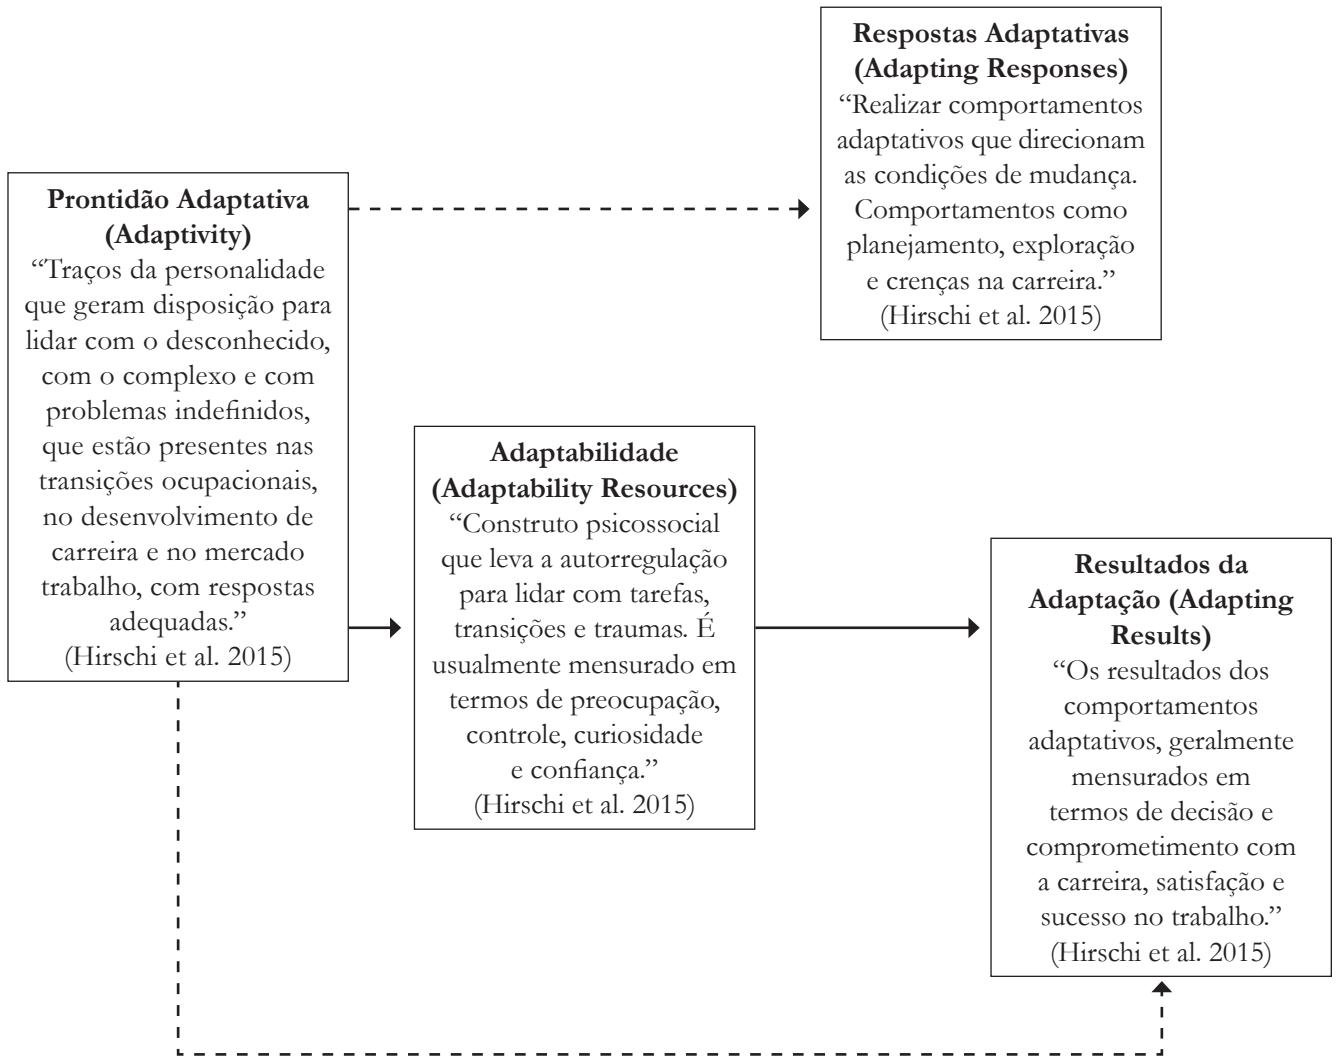 Respostas Adaptativas
(Adapting Responses)
“Realizar comportamentos
adaptativos que direcionam
as condições de mudança.
Comportamentos como
planejamento, exploração
e crenças na carreira.”
(Hirschi et al. 2015)
Prontidão Adaptativa
(Adaptivity)
“Traços da personalidade
que geram disposição para
lidar com o desconhecido,
com o complexo e com
problemas indefinidos,
que estão presentes nas
transições ocupacionais,
no desenvolvimento de
carreira e no mercado
trabalho, com respostas
adequadas.”
(Hirschi et al. 2015)
Adaptabilidade
(Adaptability Resources)
“Construto psicossocial
que leva a autorregulação
para lidar com tarefas,
transições e traumas. É
usualmente mensurado em
termos de preocupação,
controle, curiosidade
e confiança.”
(Hirschi et al. 2015)
Resultados da
Adaptação (Adapting
Results)
“Os resultados dos
comportamentos
adaptativos, geralmente
mensurados em
termos de decisão e
comprometimento com
a carreira, satisfação e
sucesso no trabalho.”
(Hirschi et al. 2015)